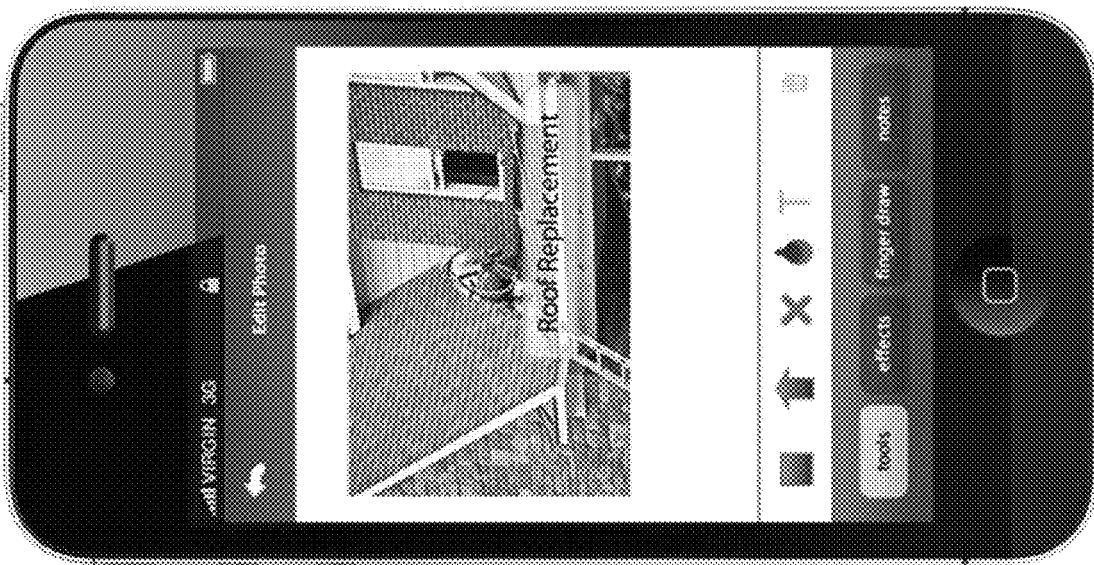 VIRGIN 3G
Edit Photo
Roof Replacement
T
tools effects finger draw notes